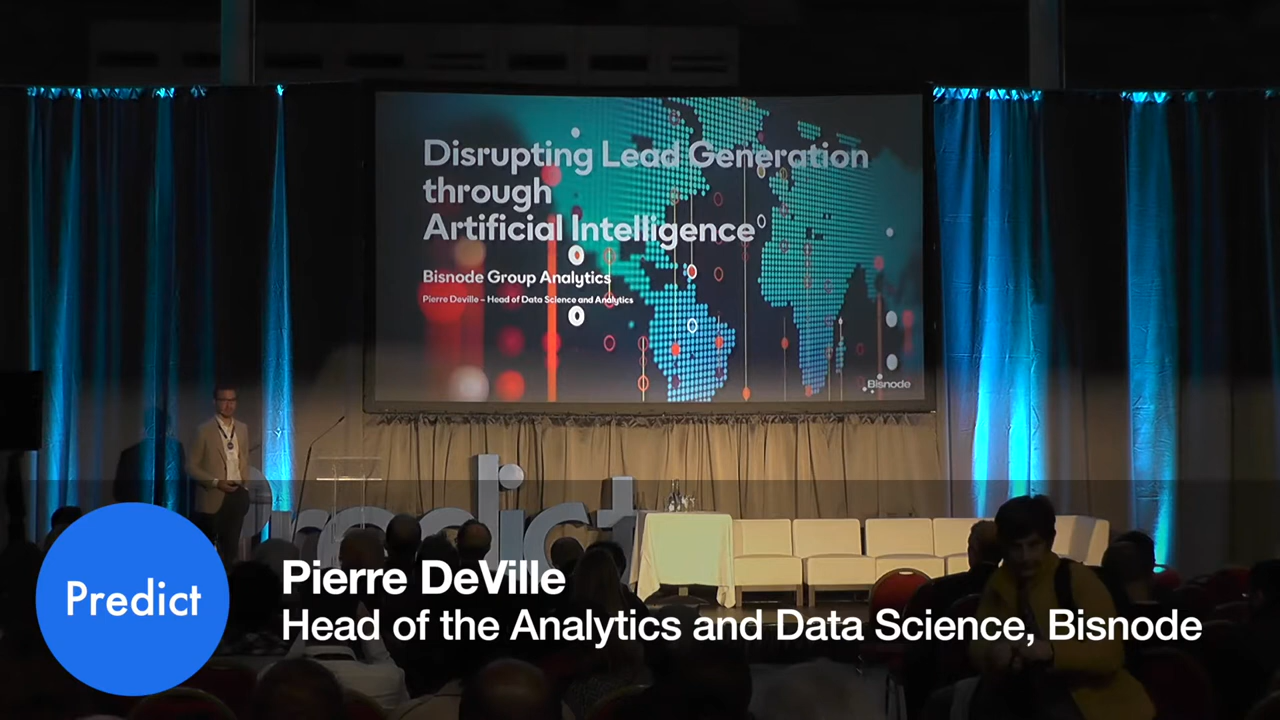 Disrupting Lead Generation
through
Artificial Intelligence
Bisnode Group Analytics
Pierre Deville – Head of Data Science and Analytics
Bisnode
Predict
Predict
Pierre DeVille
Head of the Analytics and Data Science, Bisnode